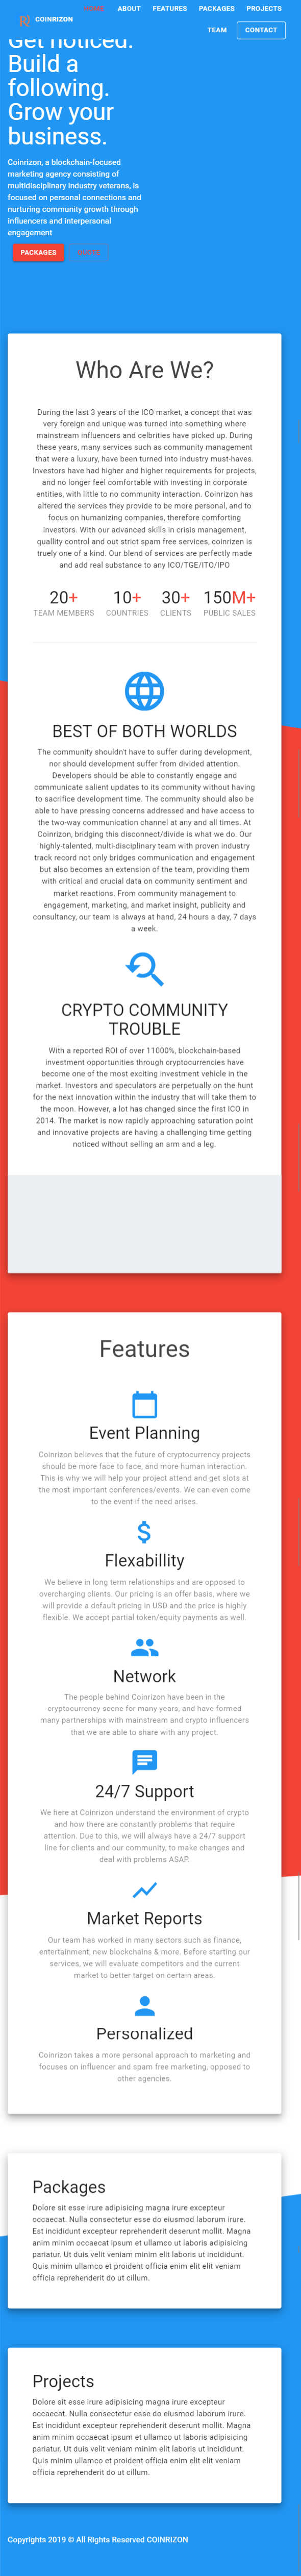 ABOUT FEATURES PACKAGES PROJECTS
COINRIZON
TEAM CONTACT
Get noticed.
Build a
following.
Grow your
business.
Coinrizon, a blockchain-focused
marketing agency consisting of
multidisciplinary industry veterans, is
focused on personal connections and
nurturing community growth through
influencers and interpersonal
engagement
PACKAGES
Who Are We?
During the last 3 years of the ICO market, a concept that was
very foreign and unique was turned into something where
mainstream influencers and celbrities have picked up. During
these years, many services such as community management
that were a luxury, have been turned into industry must-haves.
Investors have had higher and higher requirements for projects,
and no longer feel comfortable with investing in corporate
entities, with little to no community interaction. Coinrizon has
altered the services they provide to be more personal, and to
focus on humanizing companies, therefore comforting
investors. With our advanced skills in crisis management,
qaulilty control and out strict spam free services, coinrizen is
truely one of a kind. Our blend of services are perfectly made
and add real substance to any ICO/TGE/ITO/IPO
20+ 10+ 30+ 150M+
TEAM MEMBERS COUNTRIES CLIENTS PUBLIC SALES
BEST OF BOTH WORLDS
The community shouldn't have to suffer during development,
nor should development suffer from divided attention.
Developers should be able to constantly engage and
communicate salient updates to its community without having
to sacrifice development time. The community should also be
able to have pressing concerns addressed and have access to
the two-way communication channel at any and all times. At
Coinrizon, bridging this disconnect/divide is what we do. Our
highly-talented, multi-disciplinary team with proven industry
track record not only bridges communication and engagement
but also becomes an extension of the team, providing them
with critical and crucial data on community sentiment and
market reactions. From community management to
engagement, marketing, and market insight, publicity and
consultancy, our team is always at hand, 24 hours a day, 7 days
a week.
CRYPTO COMMUNITY
TROUBLE
With a reported ROI of over 11000%, blockchain-based
investment opportunities through cryptocurrencies have
become one of the most exciting investment vehicle in the
market. Investors and speculators are perpetually on the hunt
for the next innovation within the industry that will take them to
the moon. However, a lot has changed since the first ICO in
2014. The market is now rapidly approaching saturation point
and innovative projects are having a challenging time getting
noticed without selling an arm and a leg.
Features
Event Planning
Coinrizon believes that the future of cryptocurrency projects
should be more face to face, and more human interaction.
This is why we will help your project attend and get slots at
the most important conferences/events. We can even come
to the event if the need arises.
Flexabillity
We believe in long term relationships and are opposed to
overcharging clients. Our pricing is an offer basis, where we
will provide a default pricing in USD and the price is highly
flexible. We accept partial token/equity payments as well.
Network
The people behind Coinrizon have been in the
cryptocurrency scene for many years, and have formed
many partnerships with mainstream and crypto influencers
that we are able to share with any project.
24/7 Support
We here at Coinrizon understand the environment of crypto
and how there are constantly problems that require
attention. Due to this, we will always have a 24/7 support
line for clients and our community, to make changes and
deal with problems ASAP.
Market Reports
Our team has worked in many sectors such as finance,
entertainment, new blockchains & more. Before starting our
services, we will evaluate competitors and the current
market to better target on certain areas.
Personalized
Coinrizon takes a more personal approach to marketing and
focuses on influencer and spam free marketing, opposed to
other agencies.
Packages
Dolore sit esse irure adipisicing magna irure excepteur
occaecat. Nulla consectetur esse do eiusmod laborum irure.
Est incididunt excepteur reprehenderit deserunt mollit. Magna
anim minim occaecat ipsum et ullamco ut laboris adipisicing
pariatur. Ut duis velit veniam minim elit laboris ut incididunt.
Quis minim ullamco et proident officia enim elit elit veniam
officia reprehenderit do ut cillum.
Projects
Dolore sit esse irure adipisicing magna irure excepteur
occaecat. Nulla consectetur esse do eiusmod laborum irure.
Est incididunt excepteur reprehenderit deserunt mollit. Magna
anim minim occaecat ipsum et ullamco ut laboris adipisicing
pariatur. Ut duis velit veniam minim elit laboris ut incididunt.
Quis minim ullamco et proident officia enim elit elit veniam
officia reprehenderit do ut cillum.
Copyrights 2019 © All Rights Reserved COINRIZON